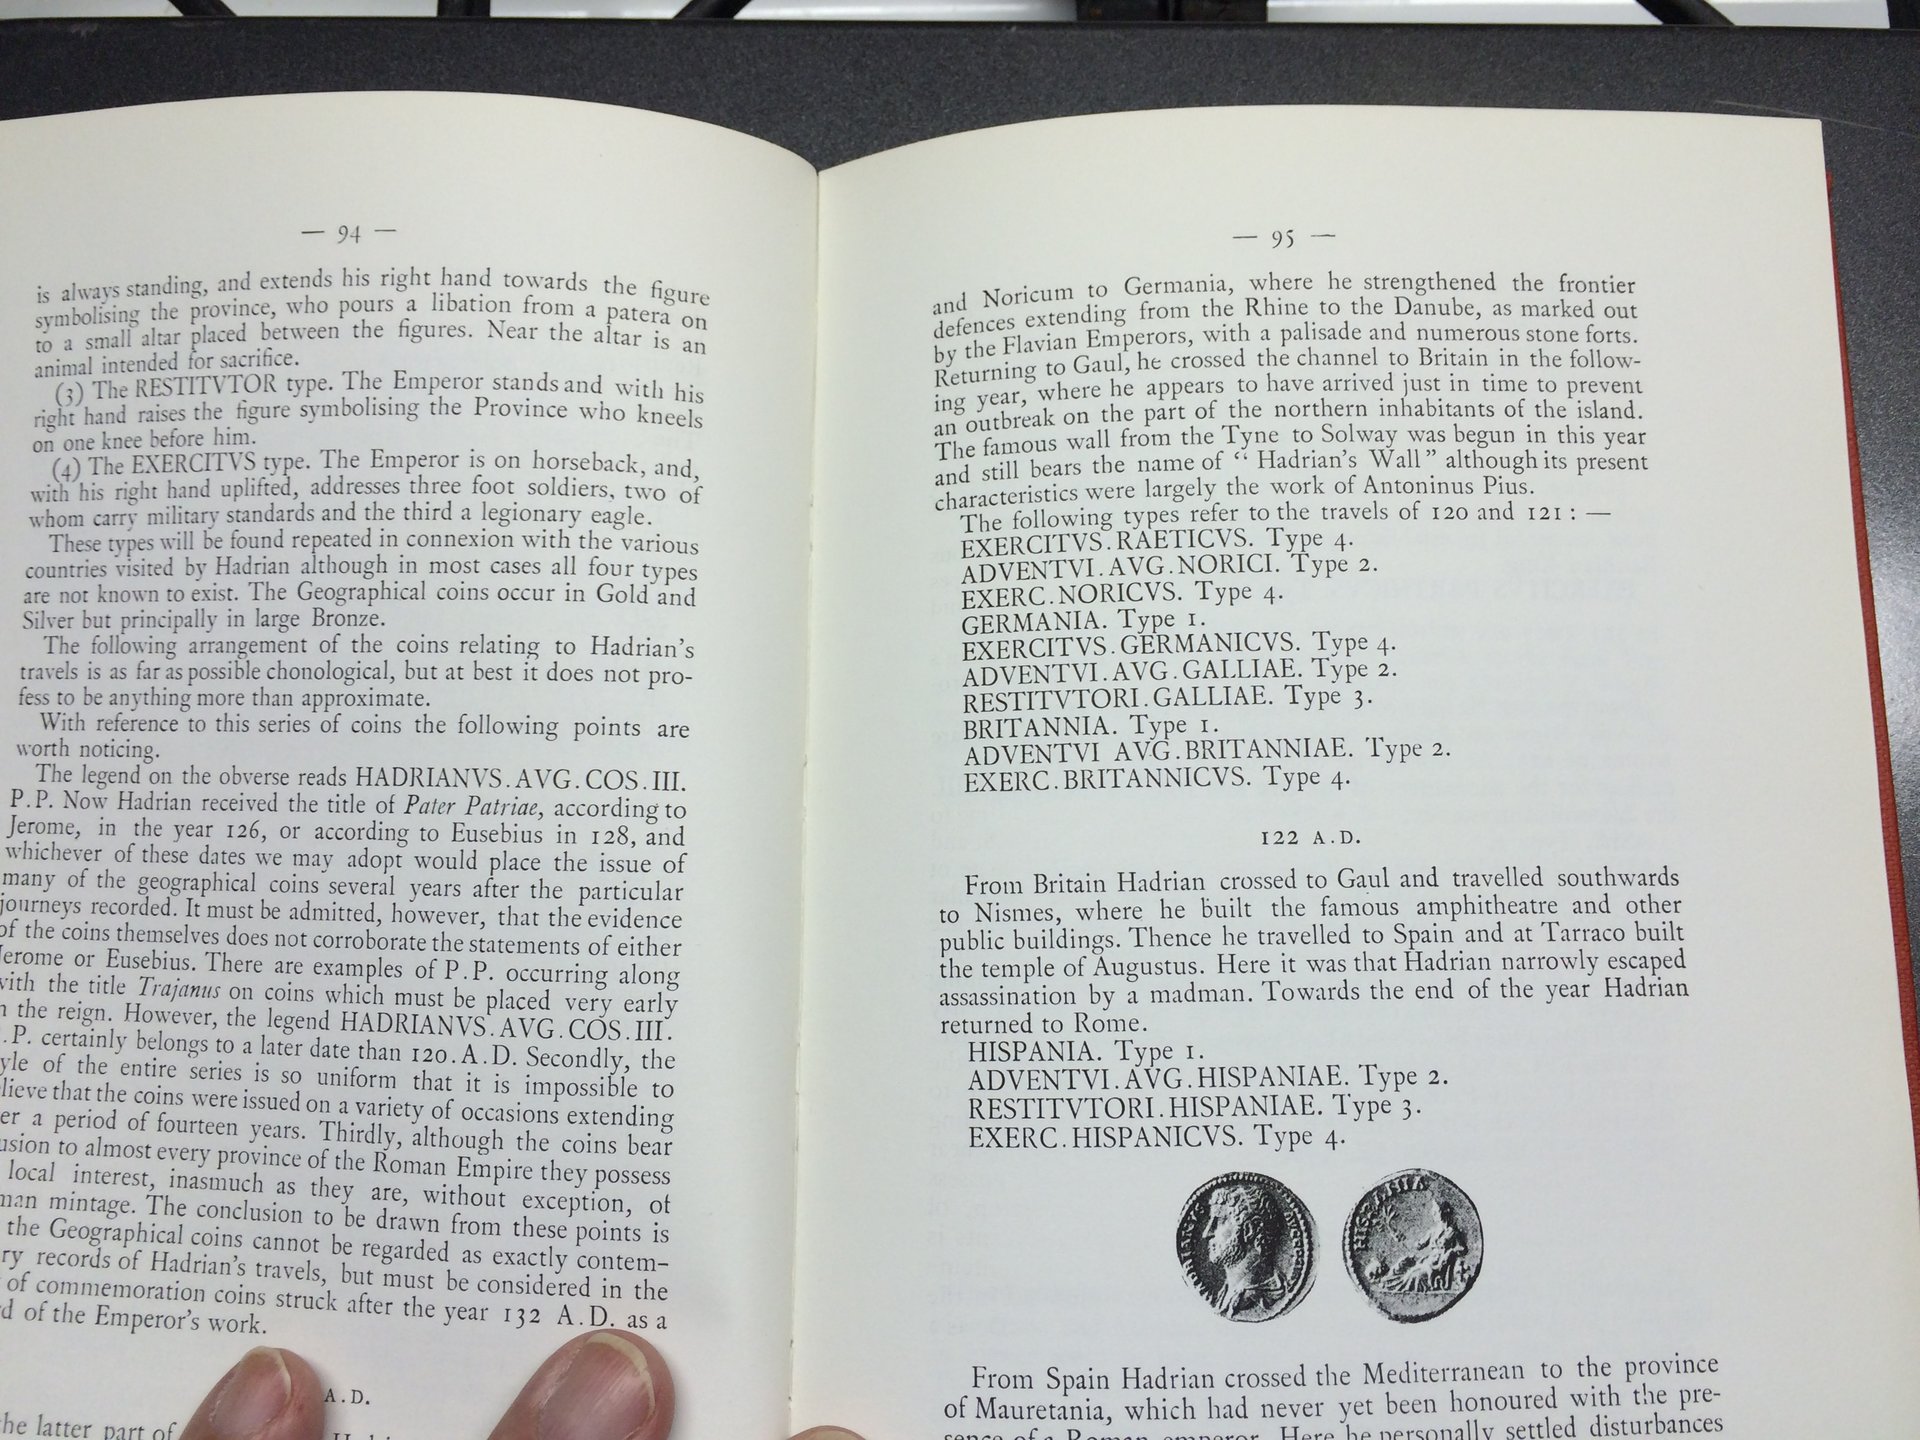 — 94 —
is always standing, and extends his right hand towards the figure
symbolising the province, who pours a libation from a patera on
to a small altar placed between the figures. Near the altar is an
animal intended for sacrifice.
(3) The RESTITVTOR type. The Emperor stands and with his
right hand raises the figure symbolising the Province who kneels
on one knee before him.
(4) The EXERCITVS type. The Emperor is on horseback, and,
with his right hand uplifted, addresses three foot soldiers, two of
whom carry military standards and the third a legionary eagle.
These types will be found repeated in connexion with the various
countries visited by Hadrian although in most cases all four types
are not known to exist. The Geographical coins occur in Gold and
Silver but principally in large Bronze.
The following arrangement of the coins relating to Hadrian's
travels is as far as possible chonological, but at best it does not pro-
fess to be anything more than approximate.
With reference to this series of coins the following points are
worth noticing.
The legend on the obverse reads HADRIANVS.AVG.COS.III.
P.P. Now Hadrian received the title of Pater Patriae, according to
Jerome, in the year 126, or according to Eusebius in 128, and
whichever of these dates we may adopt would place the issue of
many of the geographical coins several years after the particular
journeys recorded. It must be admitted, however, that the evidence
of the coins themselves does not corroborate the statements of either
Jerome or Eusebius. There are examples of P.P. occurring along
with the title Trajanus on coins which must be placed very early
the reign. However, the legend HADRIANVS.AVG.COS.III.
.P. certainly belongs to a later date than 120.A.D. Secondly, the
yle of the entire series is so uniform that it is impossible to
lieve that the coins were issued on a variety of occasions extending
er a period of fourteen years. Thirdly, although the coins bear
usion to almost every province of the Roman Empire they possess
local interest, inasmuch as they are, without exception, of
man mintage. The conclusion to be drawn from these points is
the Geographical coins cannot be regarded as exactly contem-
ry records of Hadrian's travels, but must be considered in the
of commemoration coins struck after the year 132 A.D. as a
d of the Emperor's work.
A.D.
the latter part of
— 95 —
and Noricum to Germania, where he strengthened the frontier
defences extending from the Rhine to the Danube, as marked out
by the Flavian Emperors, with a palisade and numerous stone forts.
Returning to Gaul, he crossed the channel to Britain in the follow-
ing year, where he appears to have arrived just in time to prevent
an outbreak on the part of the northern inhabitants of the island.
The famous wall from the Tyne to Solway was begun in this year
and still bears the name of “ Hadrian's Wall” although its present
characteristics were largely the work of Antoninus Pius.
The following types refer to the travels of 120 and 121 : —
EXERCITVS.RAETICVS. Type 4.
ADVENTVI.AVG.NORICI. Type 2.
EXERC.NORICVS. Type 4.
GERMANIA. Type 1.
EXERCITVS.GERMANICVS. Type 4.
ADVENTVI.AVG.GALLIAE. Type 2.
RESTITVTORI.GALLIAE. Type 3.
BRITANNIA. Type 1.
ADVENTVI AVG.BRITANNIAE. Type 2.
EXERC.BRITANNICVS. Type 4.
122 A.D.
From Britain Hadrian crossed to Gaul and travelled southwards
to Nismes, where he built the famous amphitheatre and other
public buildings. Thence he travelled to Spain and at Tarraco built
the temple of Augustus. Here it was that Hadrian narrowly escaped
assassination by a madman. Towards the end of the year Hadrian
returned to Rome.
HISPANIA. Type 1.
ADVENTVI.AVG.HISPANIAE. Type 2.
RESTITVTORI.HISPANIAE. Type 3.
EXERC.HISPANICVS. Type 4.
HISPANIA
From Spain Hadrian crossed the Mediterranean to the province
of Mauretania, which had never yet been honoured with the pre-
sence of a Roman emperor. Here he personally settled disturbances